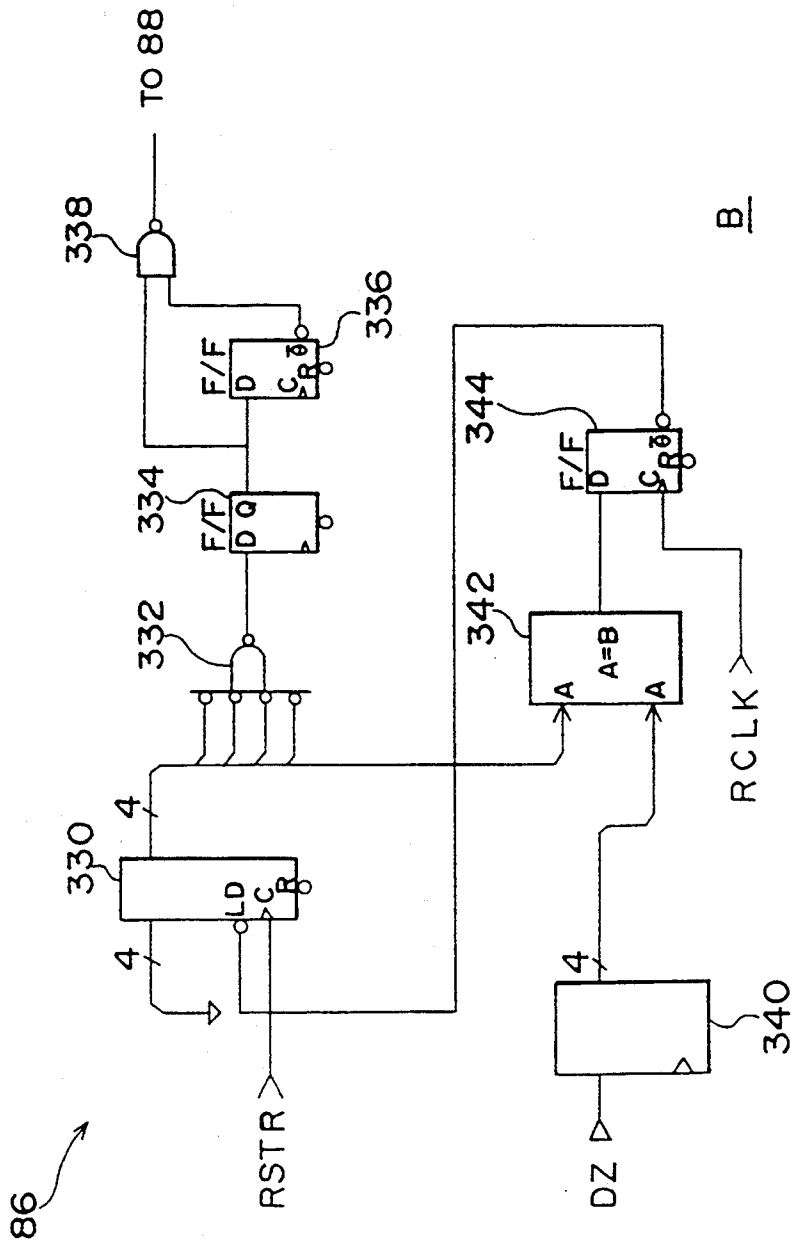 86
RSTR
4
330
4
LD
C
R
332
334
F/F
D Q
F/F
D
C
R
θ̅
336
338
TO 88
DZ
340
4
342
A
A=B
A
RCLK
344
F/F
D
C
R
θ̅
B